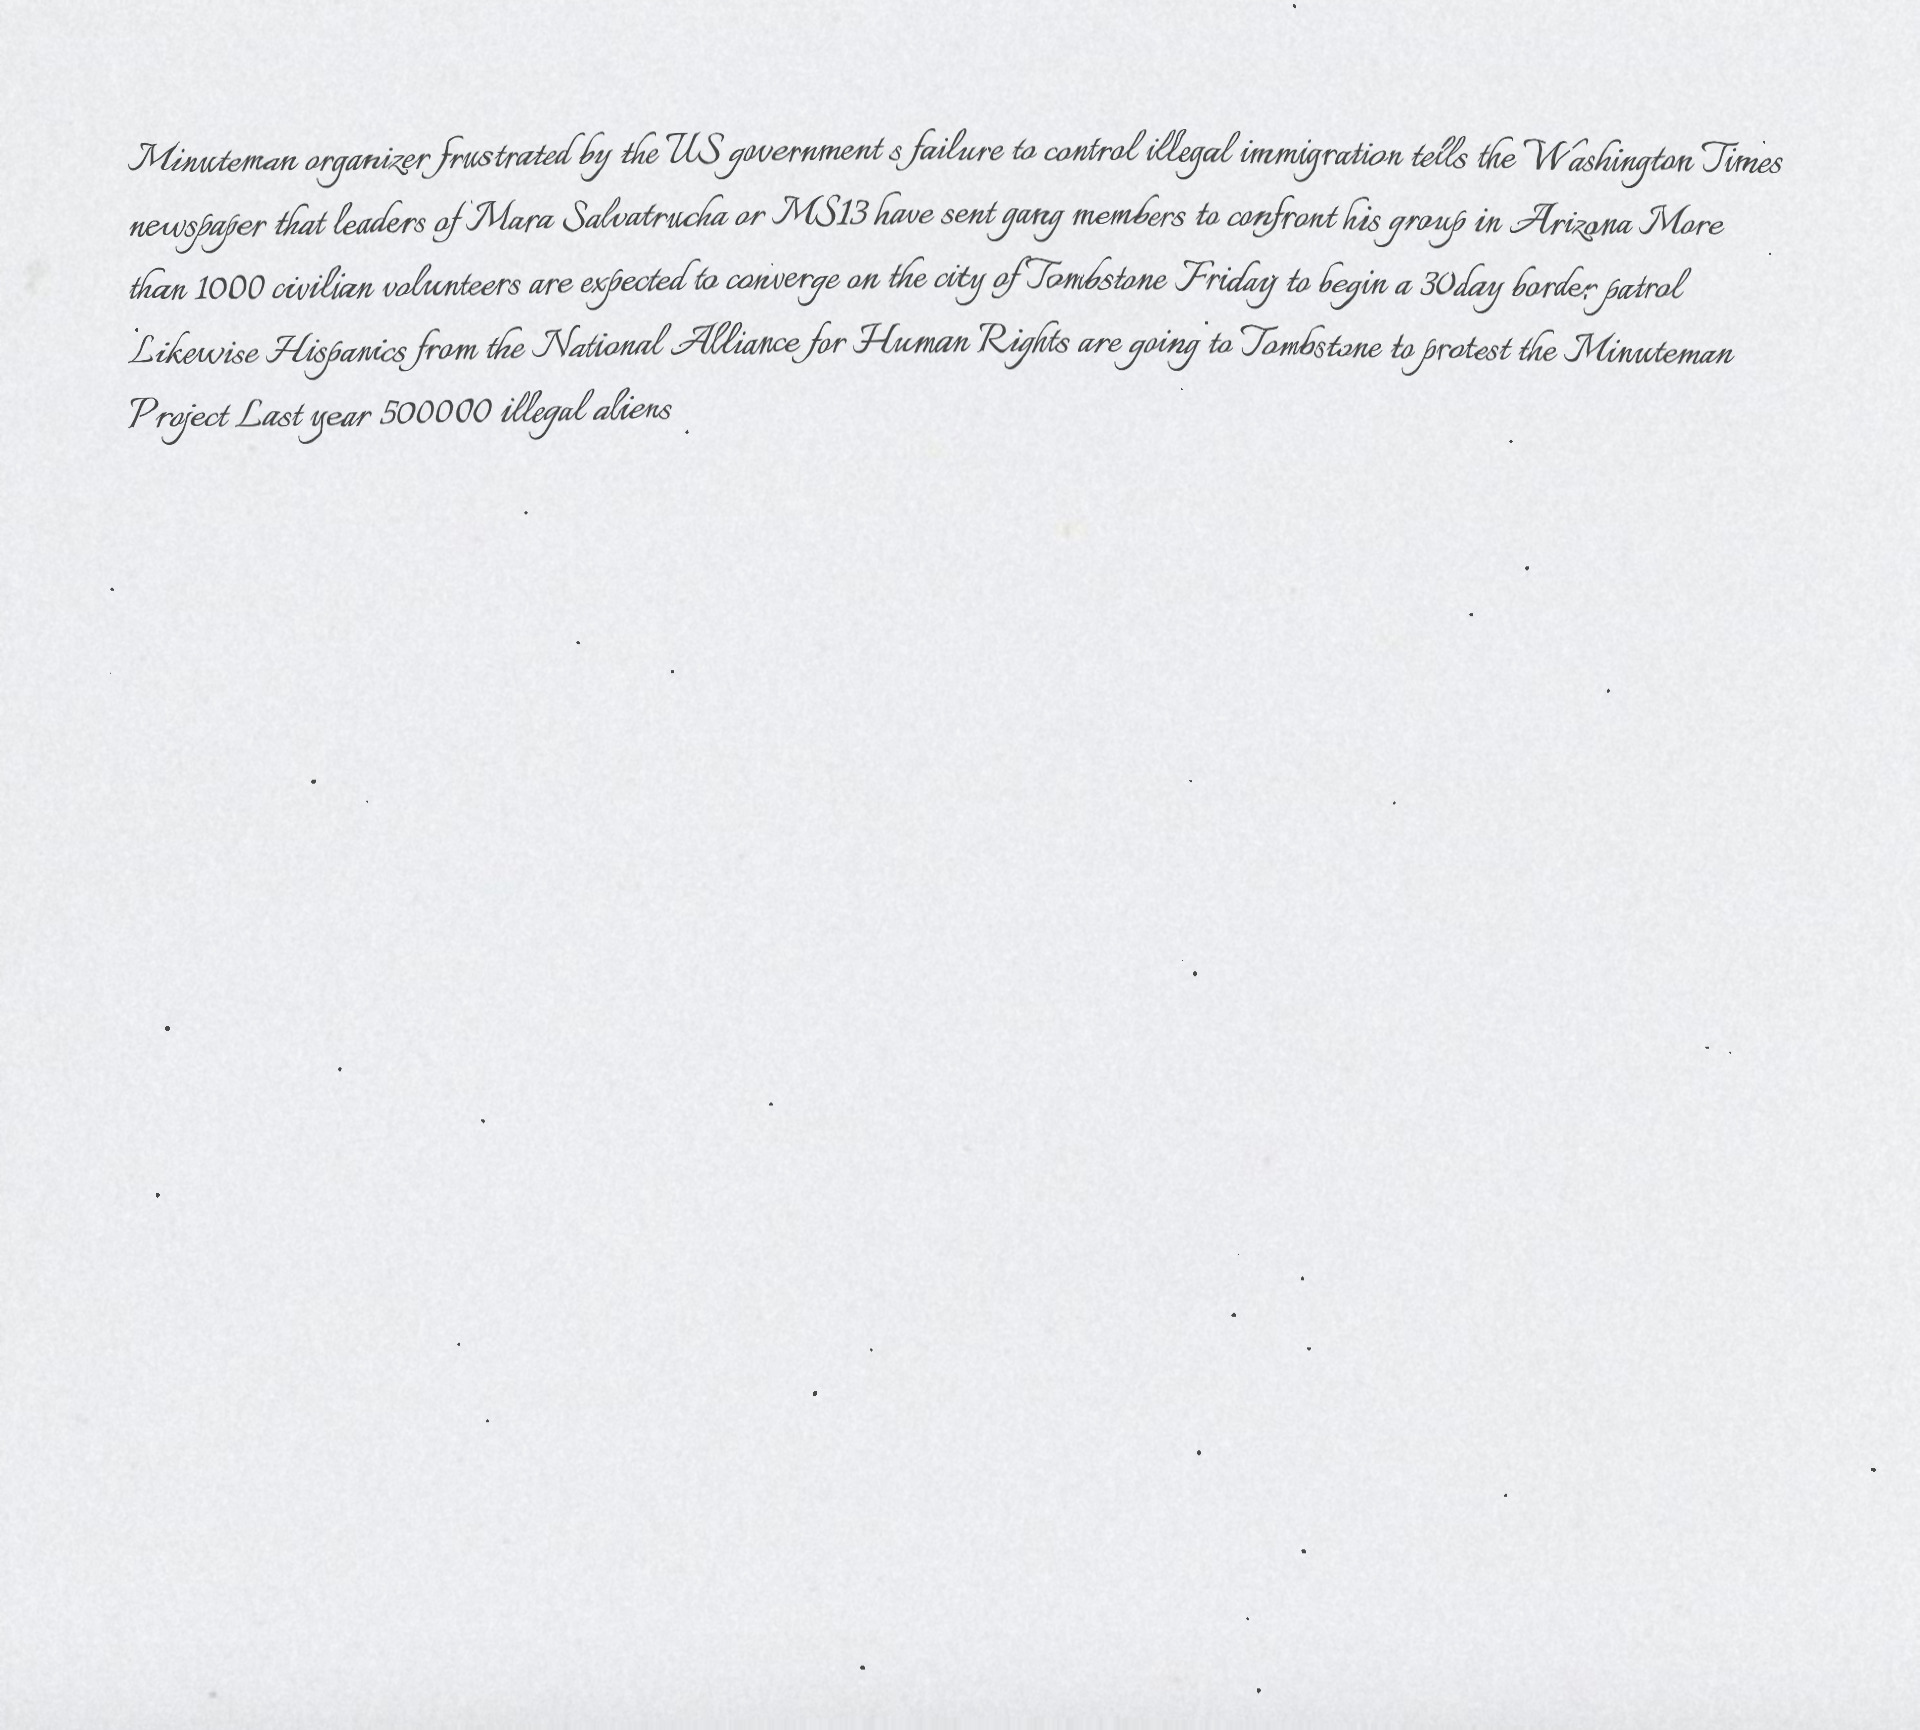 Minuteman organizer frustrated by the US government s failure to control illegal immigration tells the Washington Times
newspaper that leaders of Mara Salvatrucha or MS13 have sent gang members to confront his group in Arizona More
than 1000 civilian volunteers are expected to converge on the city of Tombstone Friday to begin a 30day border patrol
Likewise Hispanics from the National Alliance for Human Rights are going to Tombstone to protest the Minuteman
Project Last year 500000 illegal aliens